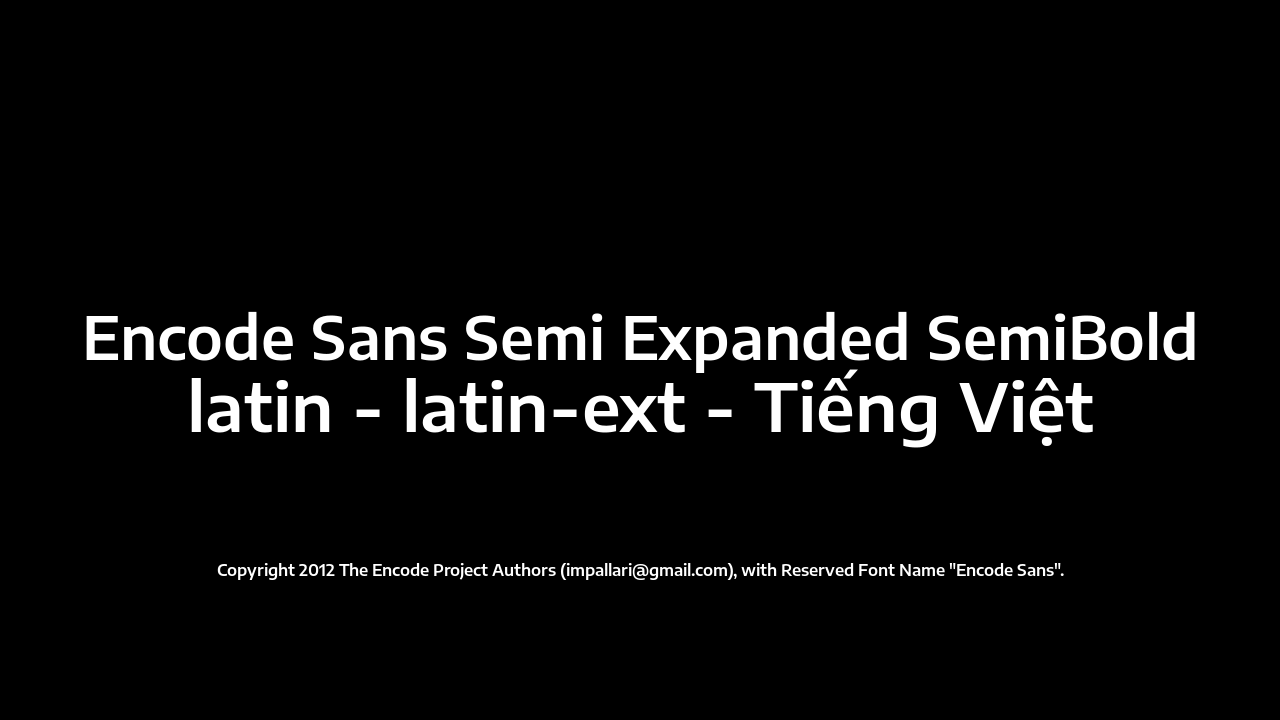 Encode Sans Semi Expanded SemiBold
latin - latin-ext - Tiếng Việt
Copyright 2012 The Encode Project Authors (impallari@gmail.com), with Reserved Font Name "Encode Sans".